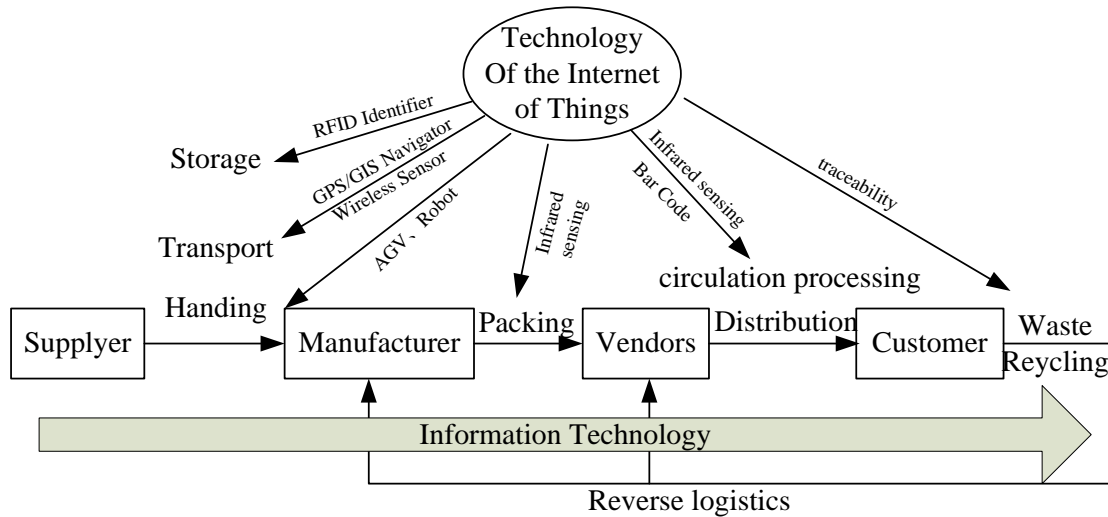 Technology
Of the Internet
of Things
RFID Identifier
Storage
GPS/GIS Navigator
Wireless Sensor
Transport
AGV、Robot
Infrared
sensing
Infrared sensing
Bar Code
traceability
circulation processing
Handing
Packing
Distribution
Waste
Reycling
Supplyer
Manufacturer
Vendors
Customer
Information Technology
Reverse logistics